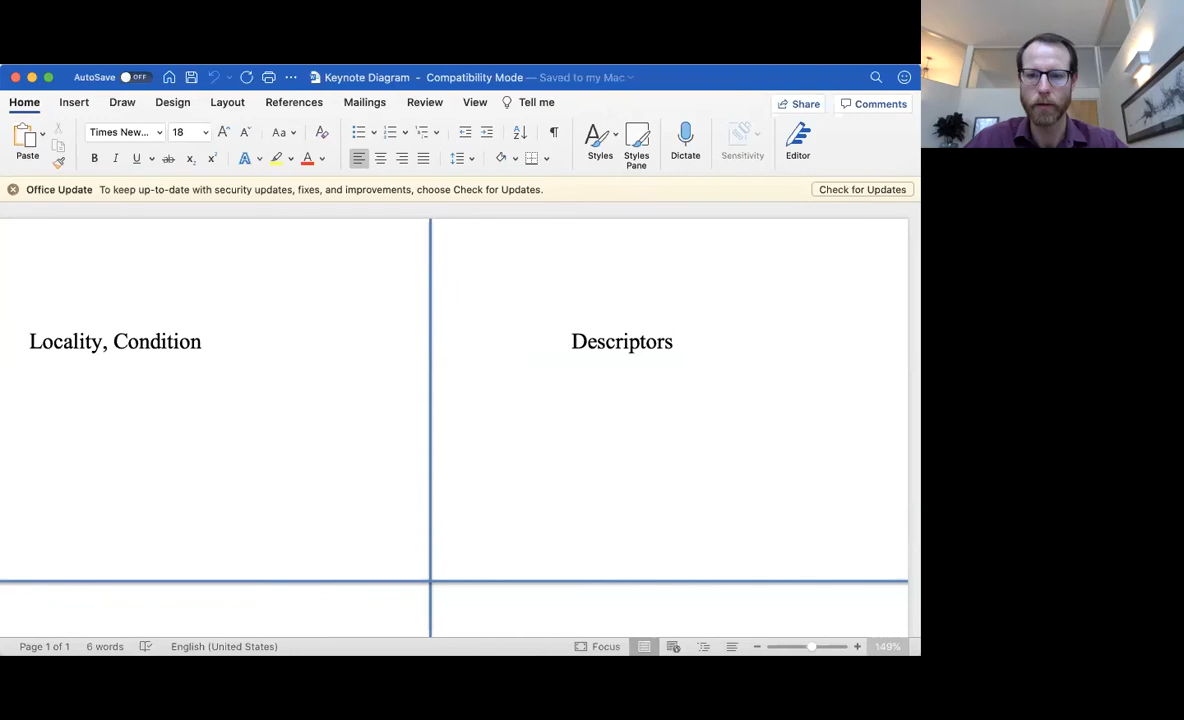 AutoSave OFF Keynote Diagram - Compatibility Mode — Saved to my Mac
Home Insert Draw Design Layout References Mailings Review View Tell me Share Comments
Times New... 18 Aa
Paste Styles Styles Pane Dictate Sensitivity Editor
Office Update To keep up-to-date with security updates, fixes, and improvements, choose Check for Updates. Check for Updates
Locality, Condition Descriptors
Page 1 of 1 6 words English (United States) Focus 149%